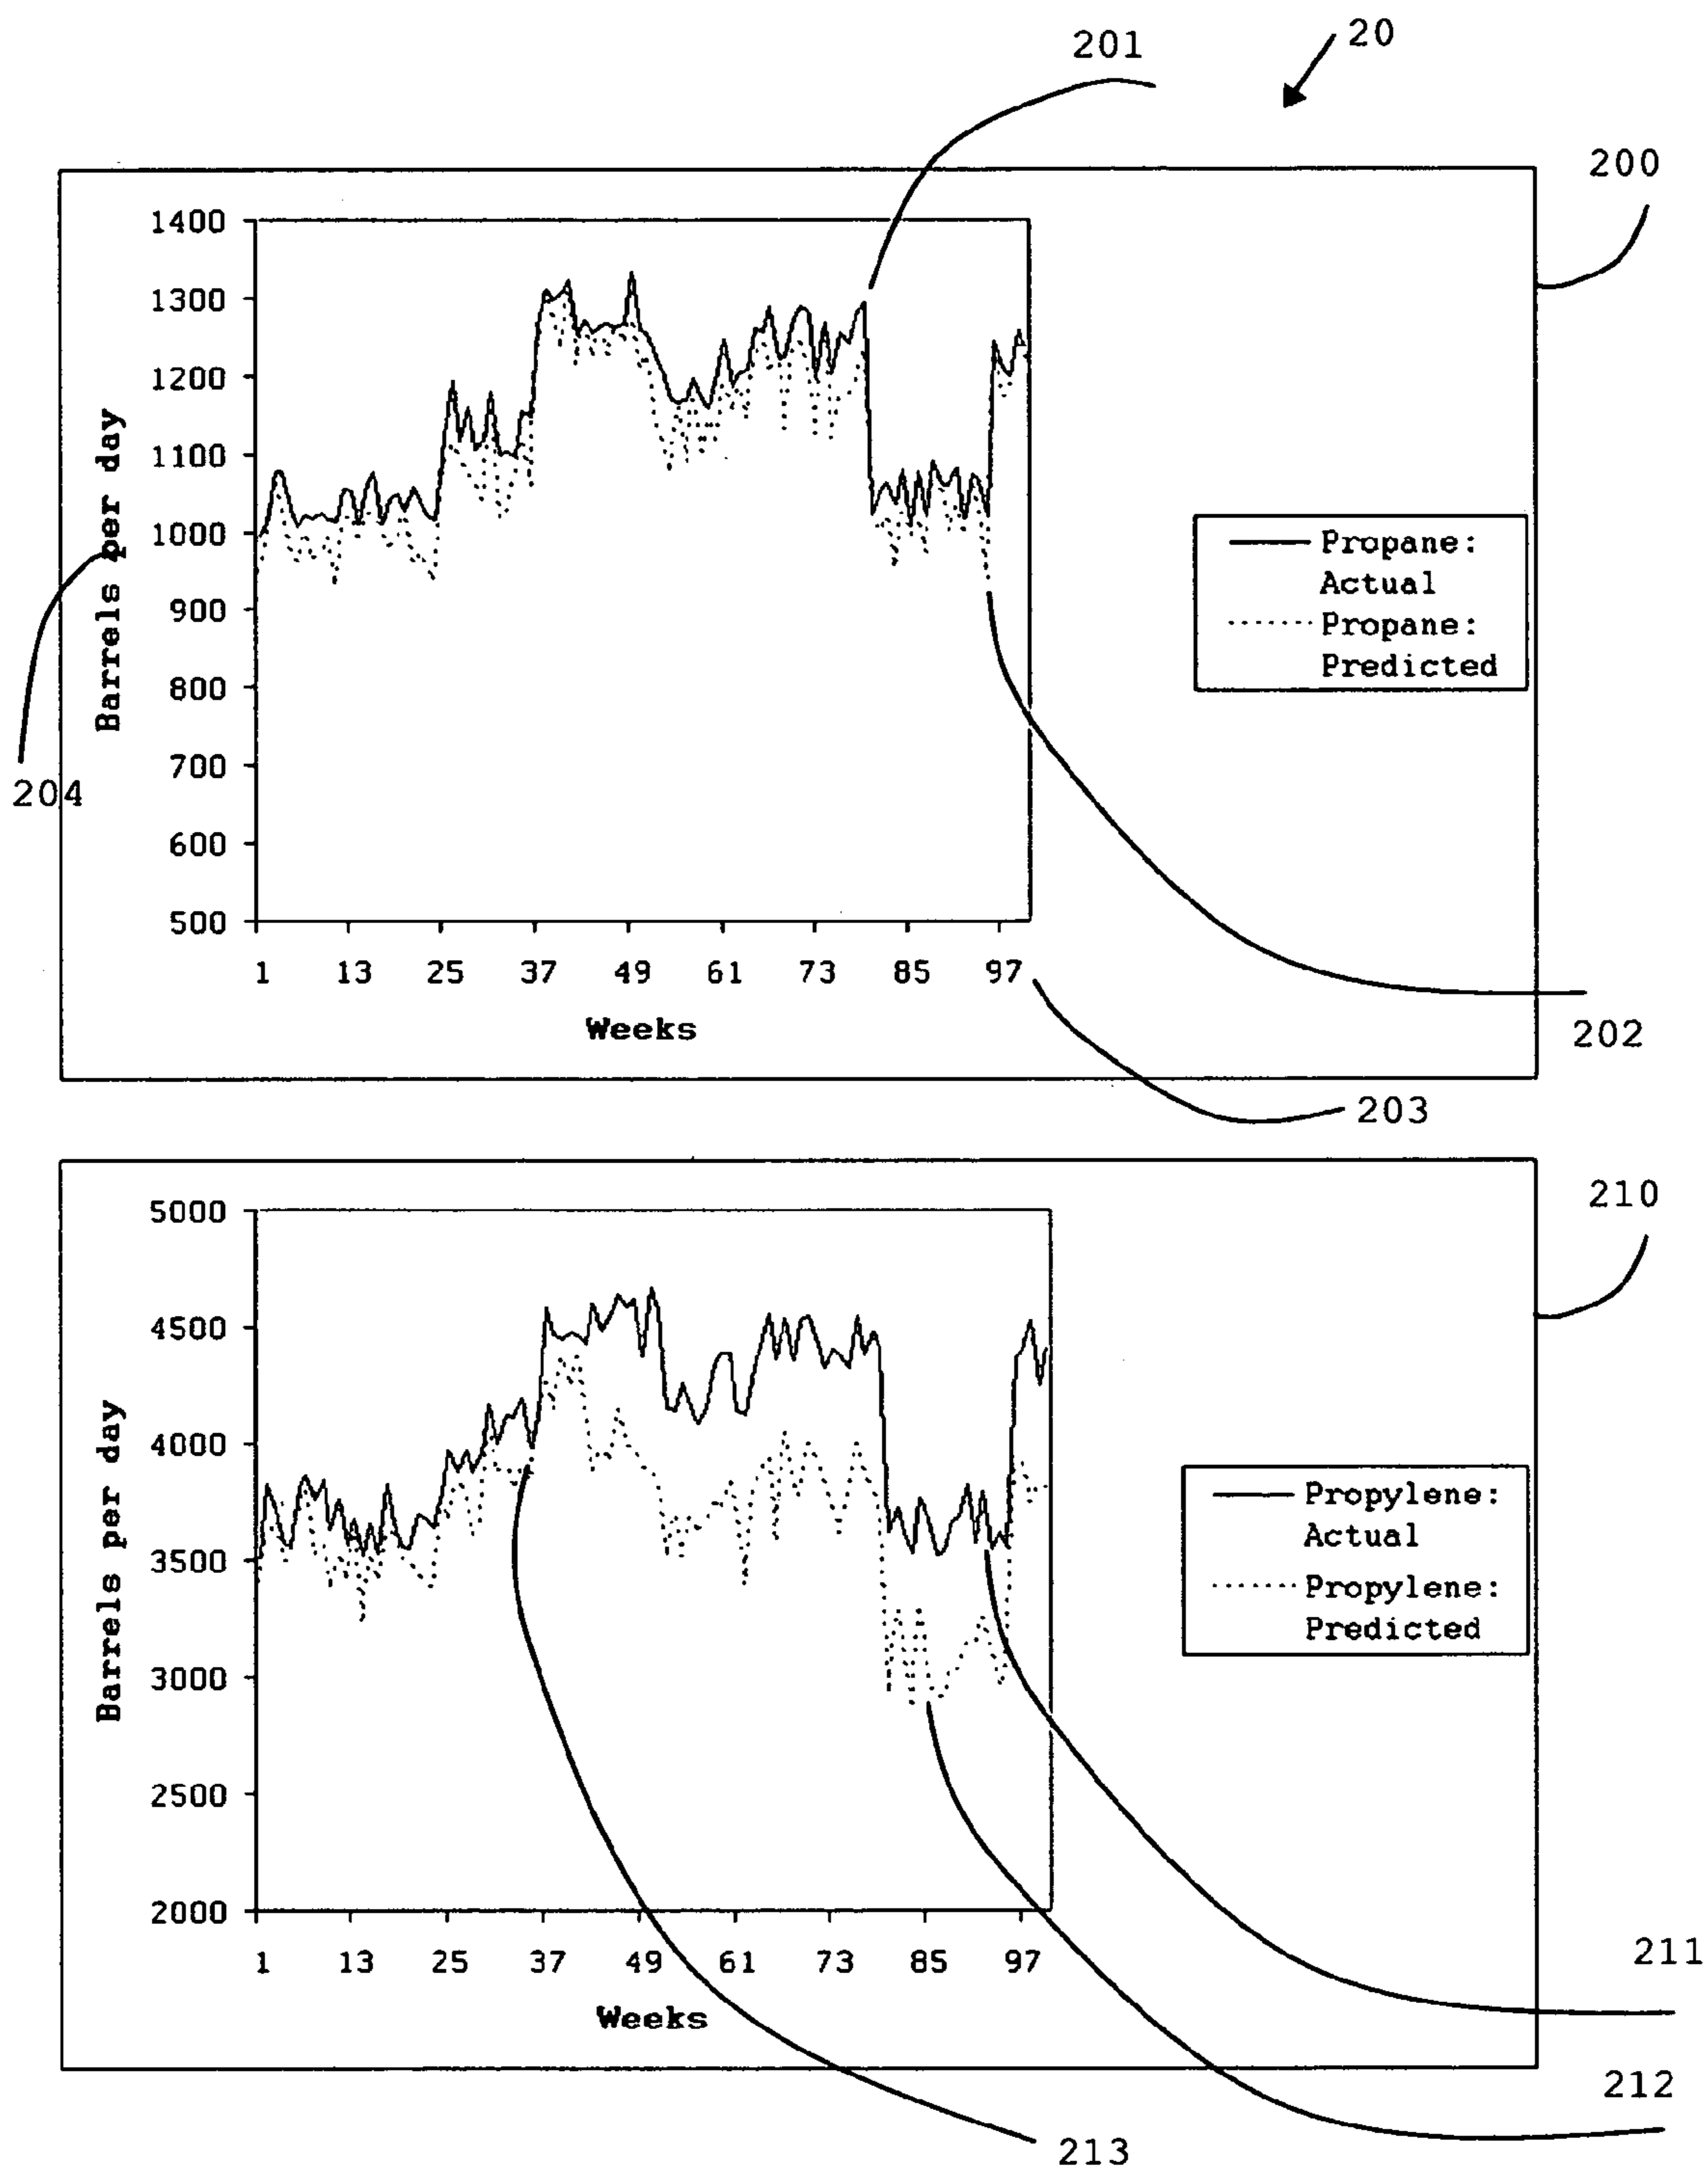 20
201
200
1400
1300
1200
1100
1000
900
800
700
600
500
Barrels per day
204
Propane:
Actual
Propane:
Predicted
1 13 25 37 49 61 73 85 97
Weeks
202
203
210
5000
4500
4000
3500
3000
2500
2000
Barrels per day
Propylene:
Actual
Propylene:
Predicted
1 13 25 37 49 61 73 85 97
Weeks
211
212
213